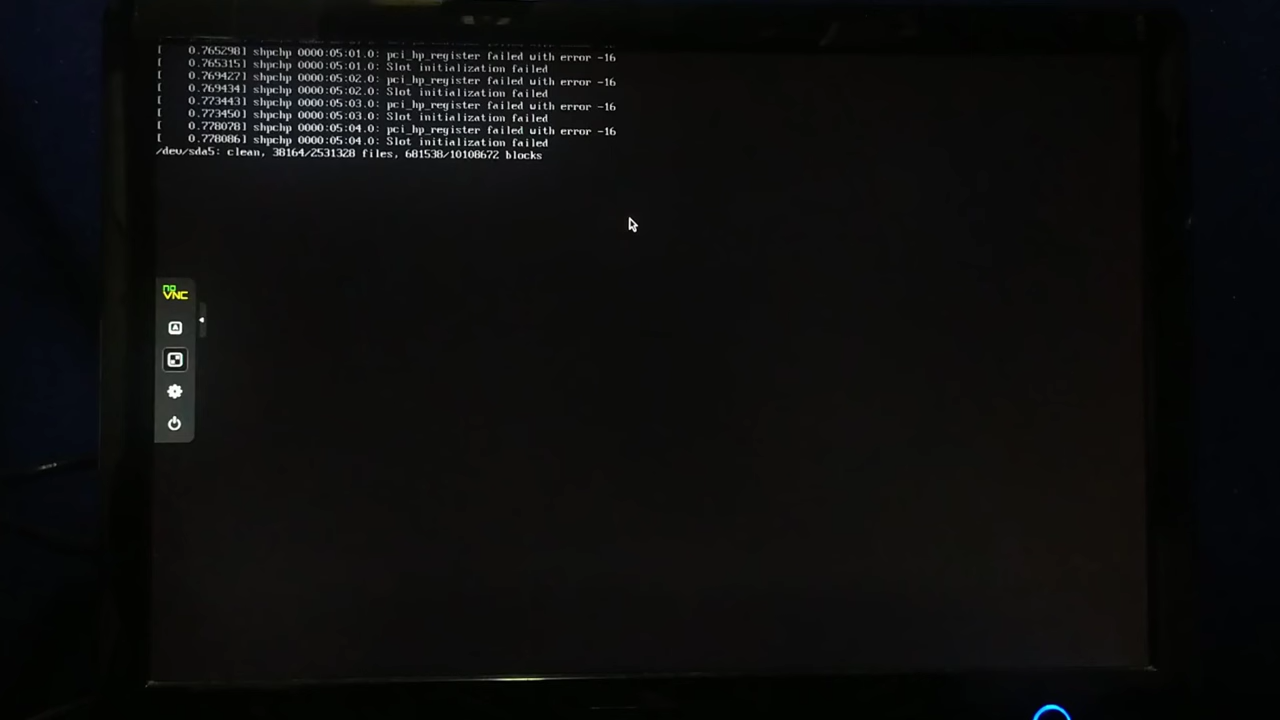 [    0.765298] shpchp 0000:05:01.0: pci_hp_register failed with error -16
[    0.765315] shpchp 0000:05:01.0: Slot initialization failed
[    0.769427] shpchp 0000:05:02.0: pci_hp_register failed with error -16
[    0.769434] shpchp 0000:05:02.0: Slot initialization failed
[    0.773443] shpchp 0000:05:03.0: pci_hp_register failed with error -16
[    0.773450] shpchp 0000:05:03.0: Slot initialization failed
[    0.778078] shpchp 0000:05:04.0: pci_hp_register failed with error -16
[    0.778086] shpchp 0000:05:04.0: Slot initialization failed
/dev/sda5: clean, 38164/2531328 files, 681538/10108672 blocks
no
VNC
A